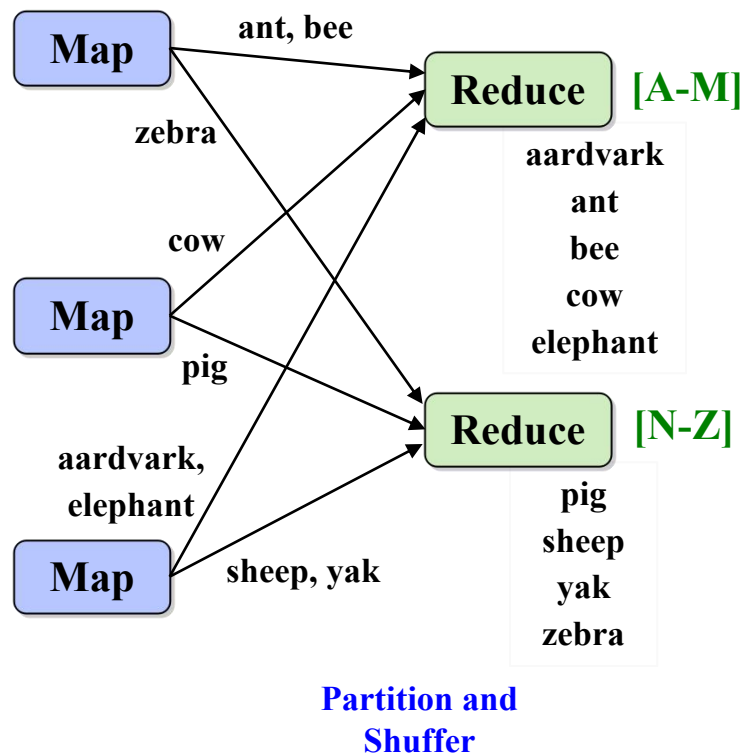 ant, bee
Map
Reduce
[A-M]
zebra
aardvark
ant
bee
cow
elephant
cow
Map
pig
Reduce
[N-Z]
aardvark,
elephant
pig
sheep
yak
zebra
Map
sheep, yak
Partition and
Shuffer